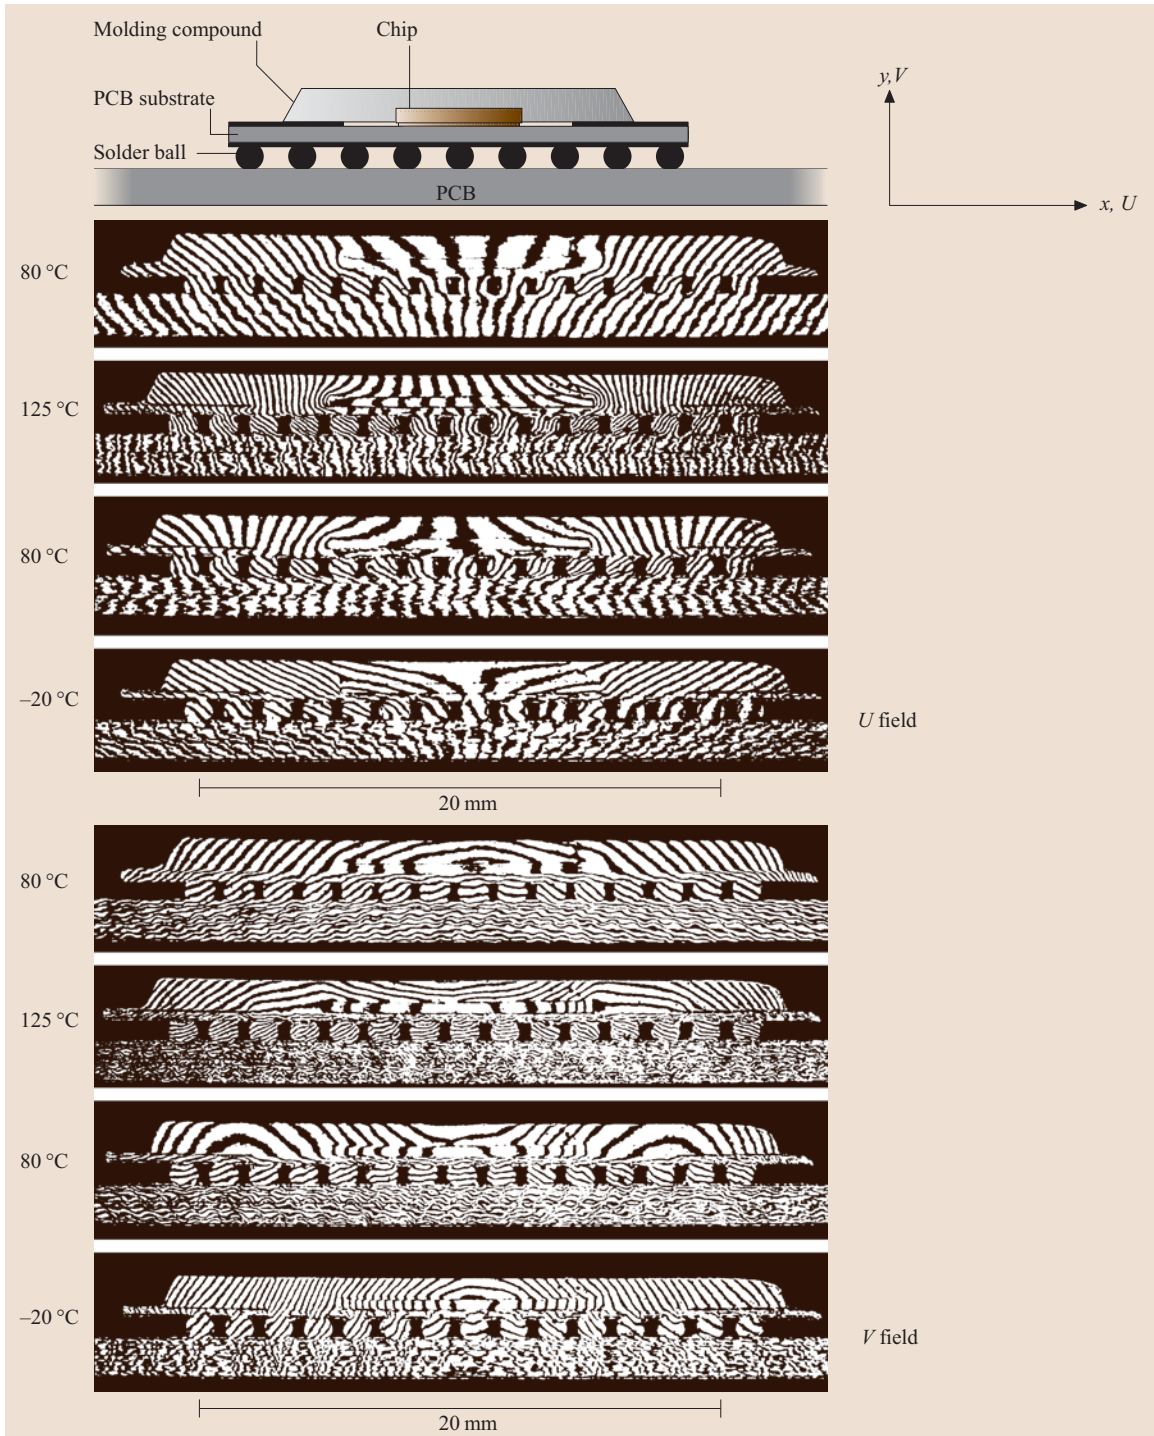 Molding compound
Chip
PCB substrate
Solder ball
PCB
y,V
x, U
80 °C
125 °C
80 °C
–20 °C
U field
20 mm
80 °C
125 °C
80 °C
–20 °C
V field
20 mm